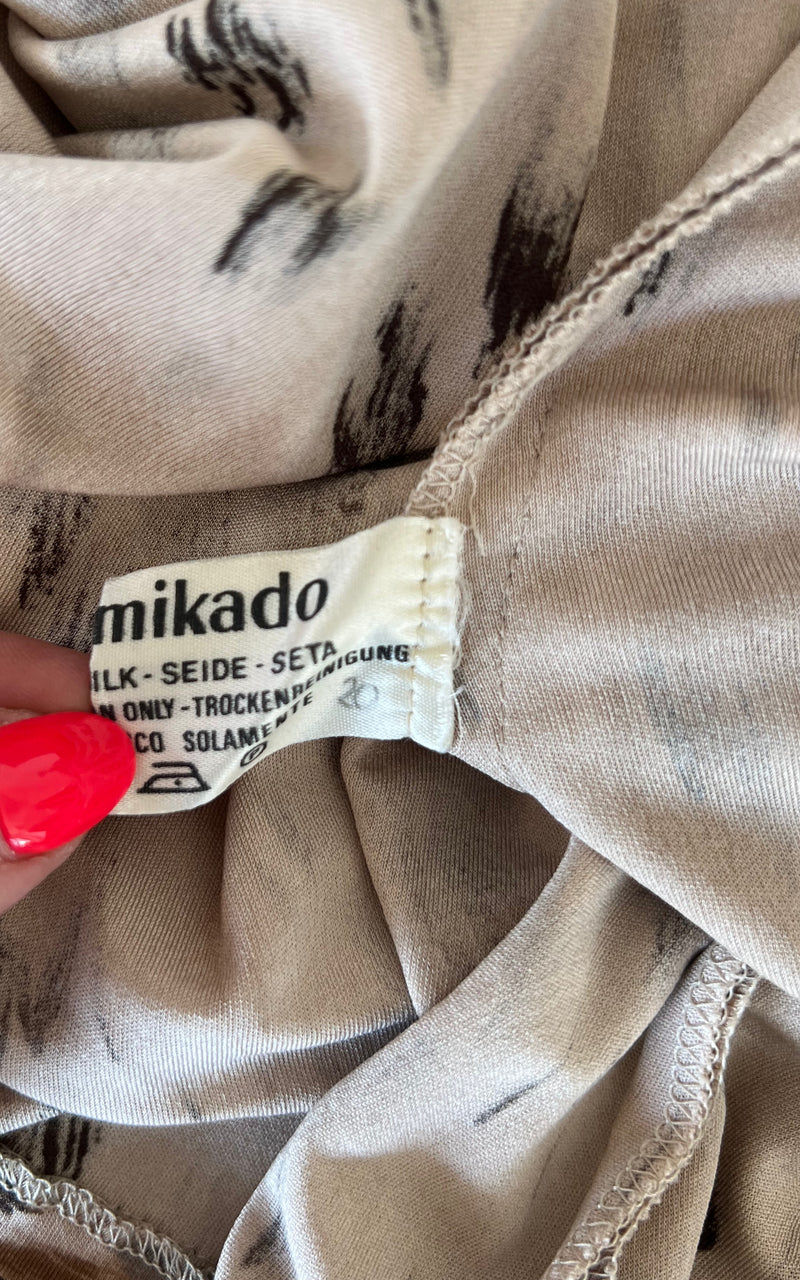 mikado
ILK - SEIDE - SETA
N ONLY - TROCKENREINIGUNG
CO SOLAMENTE
P